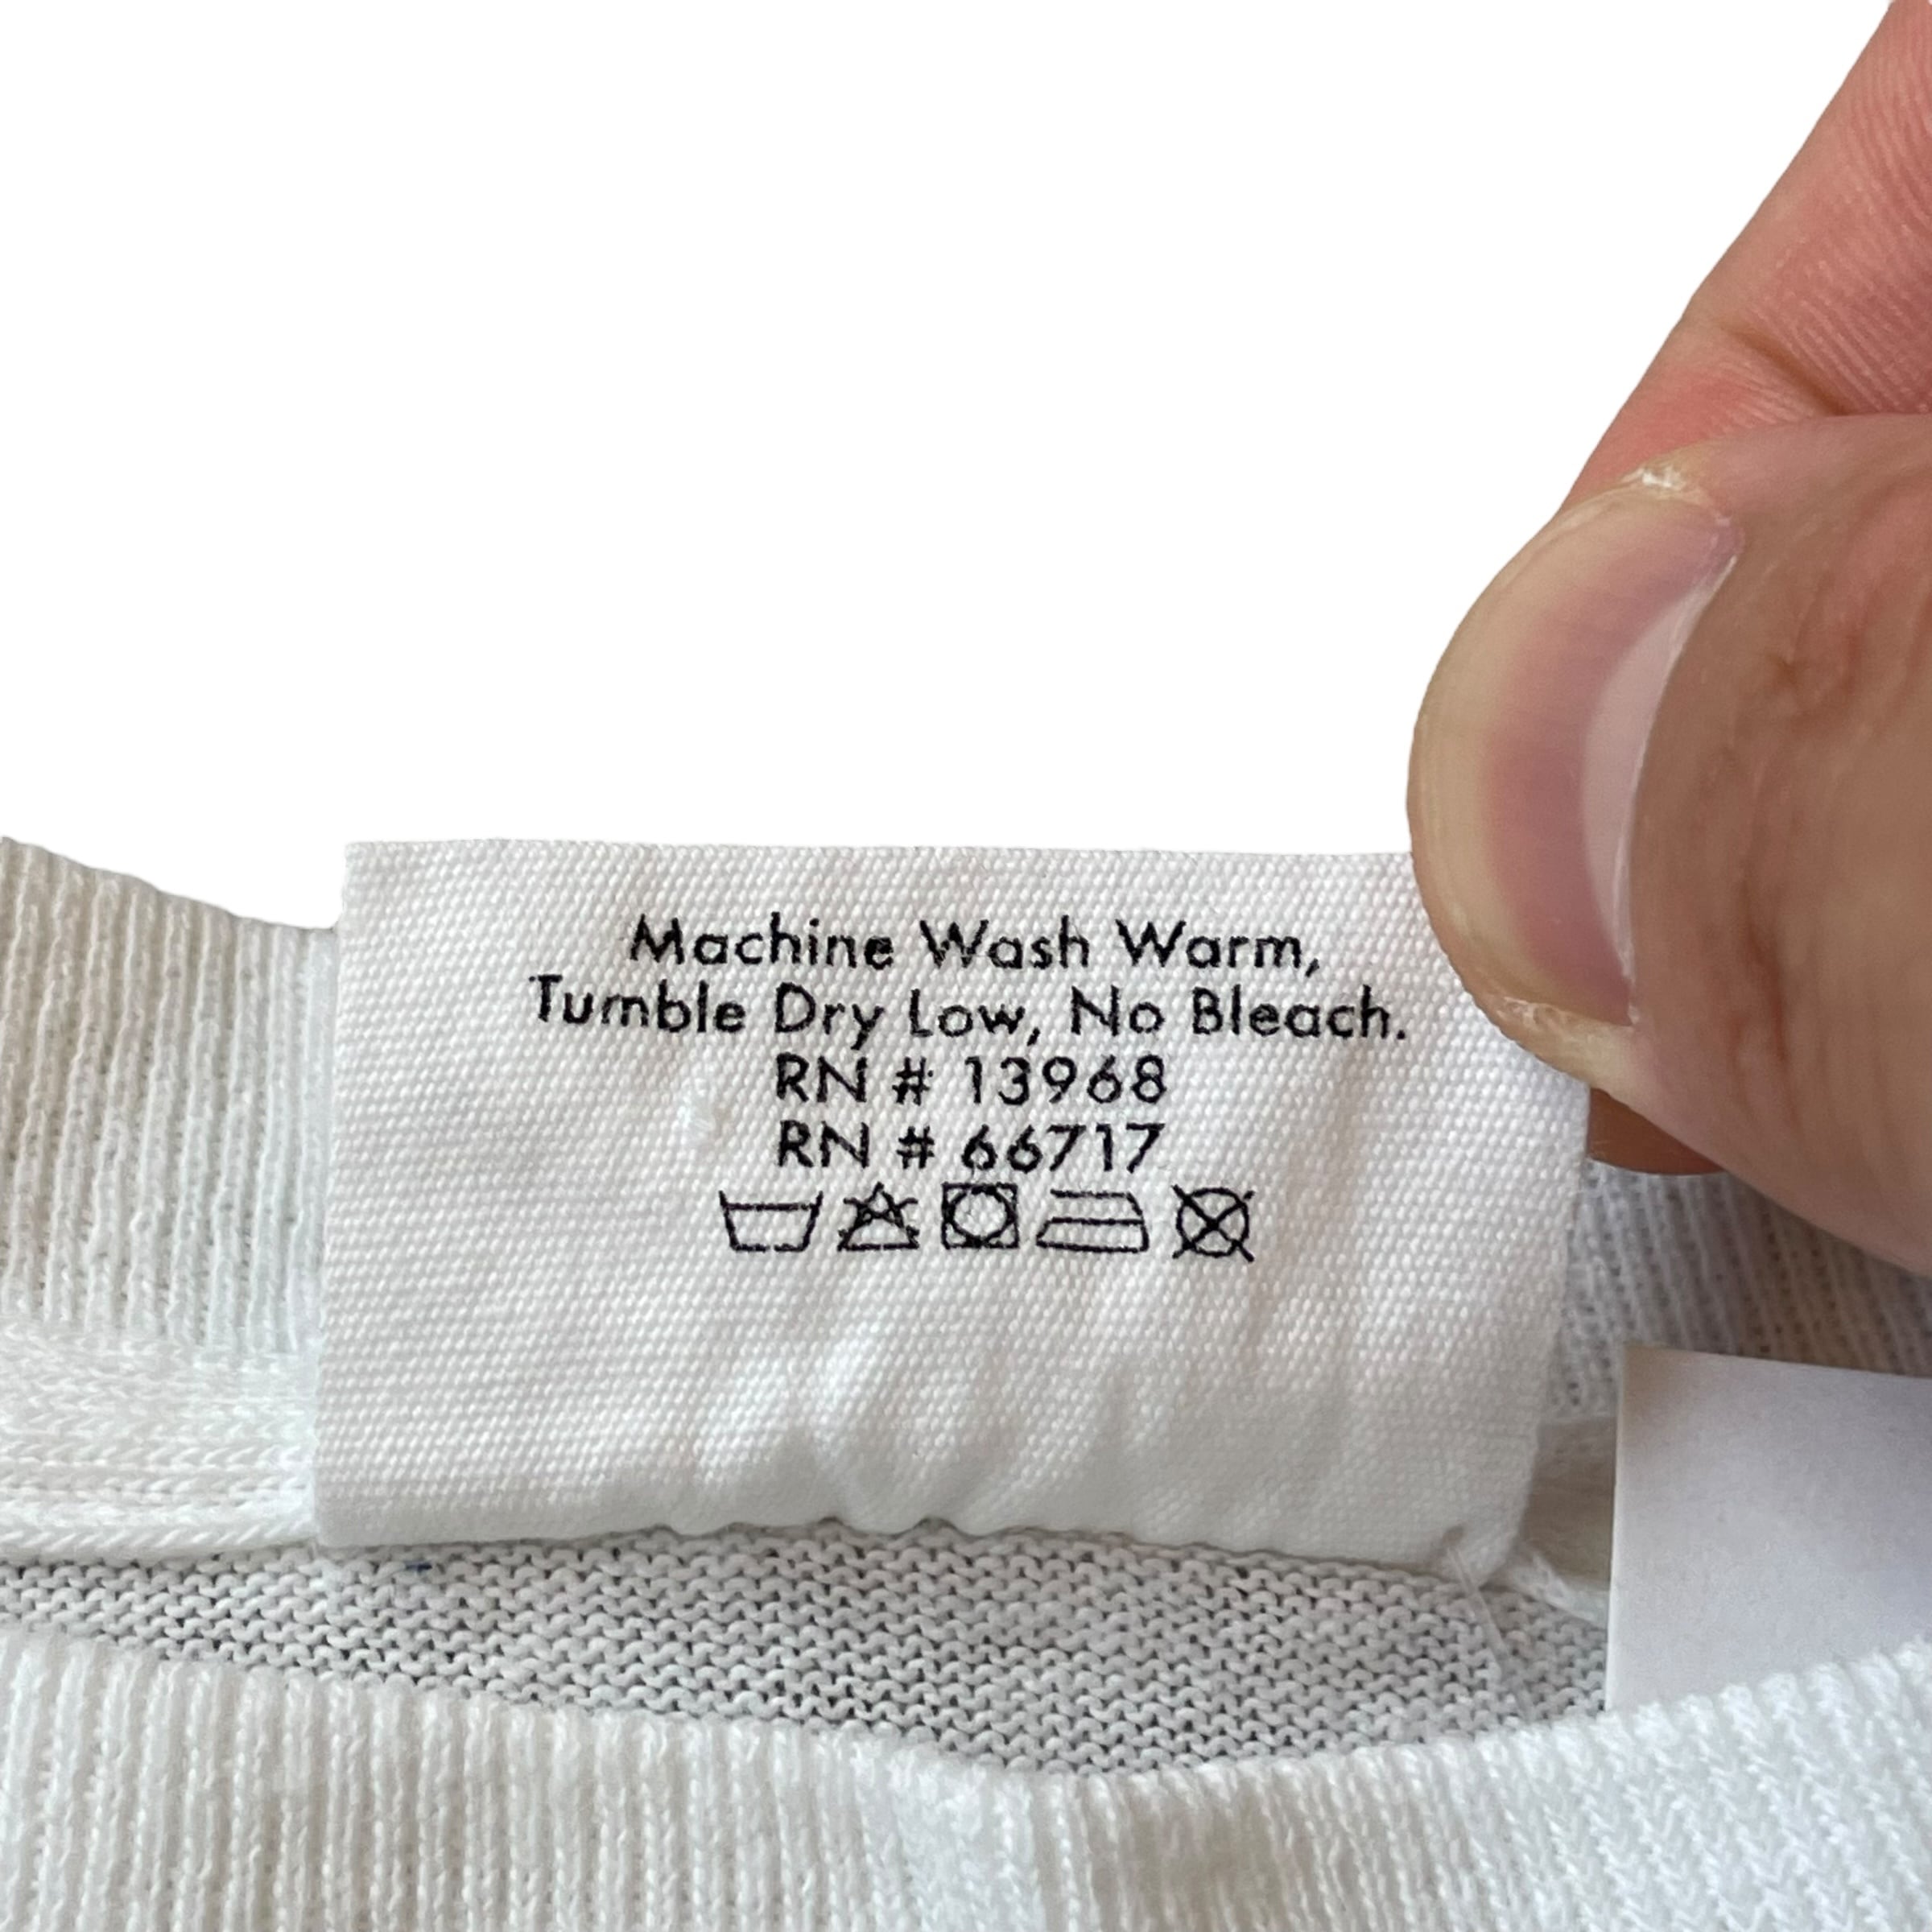 Machine Wash Warm,
Tumble Dry Low, No Bleach.
RN # 13968
RN # 66717